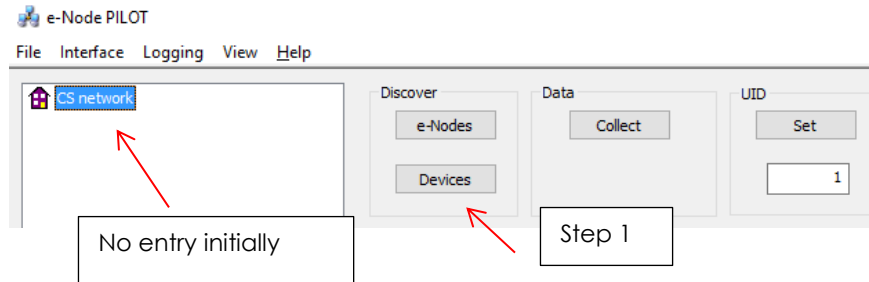 e-Node PILOT
File Interface Logging View Help
CS network
Discover
e-Nodes
Devices
Data
Collect
UID
Set
1
No entry initially
Step 1